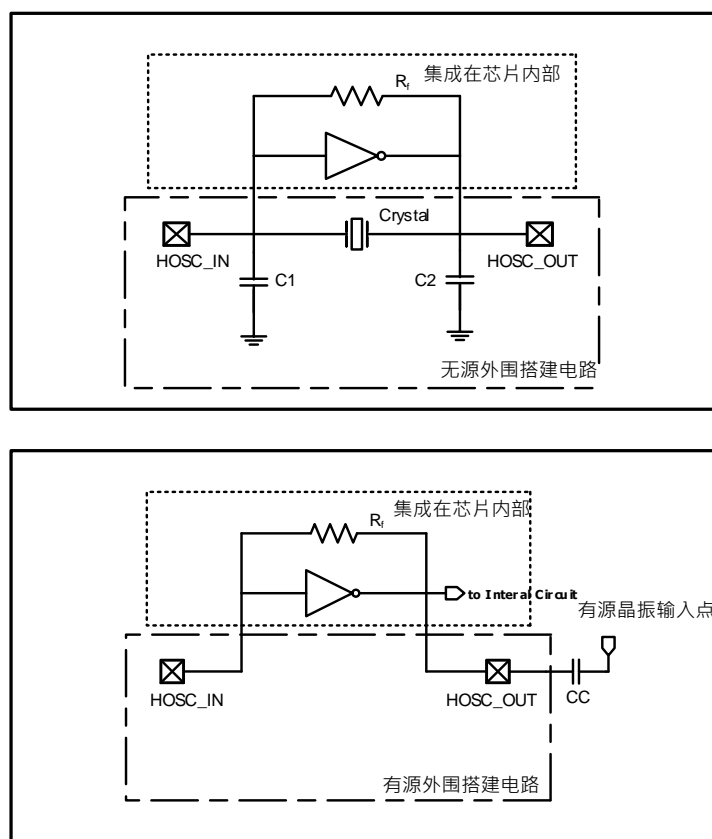 集成在芯片内部
Rf
Crystal
HOSC_IN
HOSC_OUT
C1
C2
无源外围搭建电路
集成在芯片内部
Rf
to Interal Circuit
有源晶振输入点
HOSC_IN
HOSC_OUT
CC
有源外围搭建电路